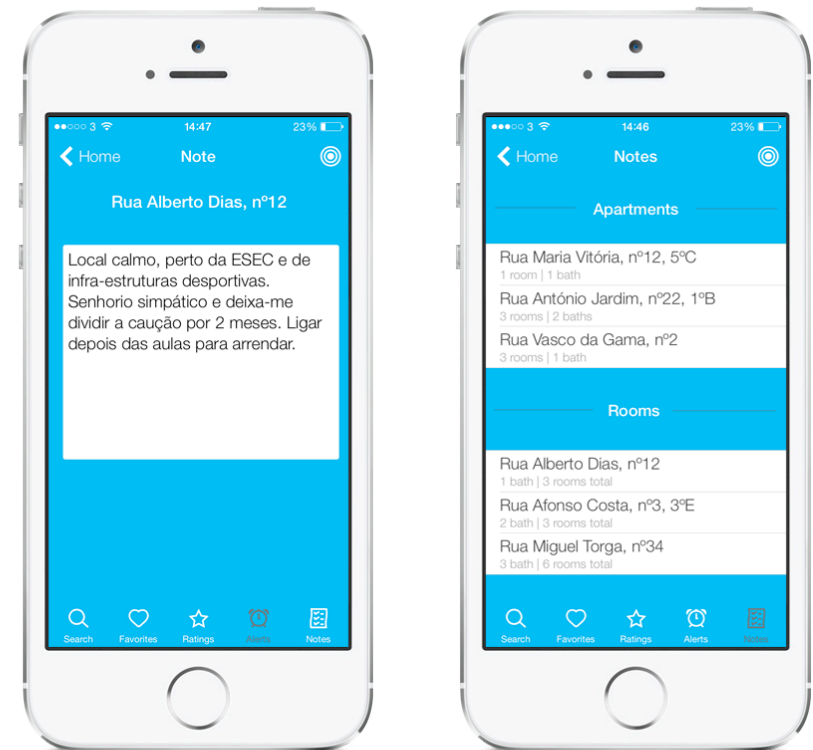 3 14:47 23%
Home Note
Rua Alberto Dias, nº12
Local calmo, perto da ESEC e de
infra-estruturas desportivas.
Senhorio simpático e deixa-me
dividir a caução por 2 meses. Ligar
depois das aulas para arrendar.
Search Favorites Ratings Alerts Notes
3 14:46 23%
Home Notes
Apartments
Rua Maria Vitória, nº12, 5ºC
1 room | 1 bath
Rua António Jardim, nº22, 1ºB
3 rooms | 2 baths
Rua Vasco da Gama, nº2
3 rooms | 1 bath
Rooms
Rua Alberto Dias, nº12
1 bath | 3 rooms total
Rua Afonso Costa, nº3, 3ºE
2 bath | 3 rooms total
Rua Miguel Torga, nº34
3 bath | 6 rooms total
Search Favorites Ratings Alerts Notes